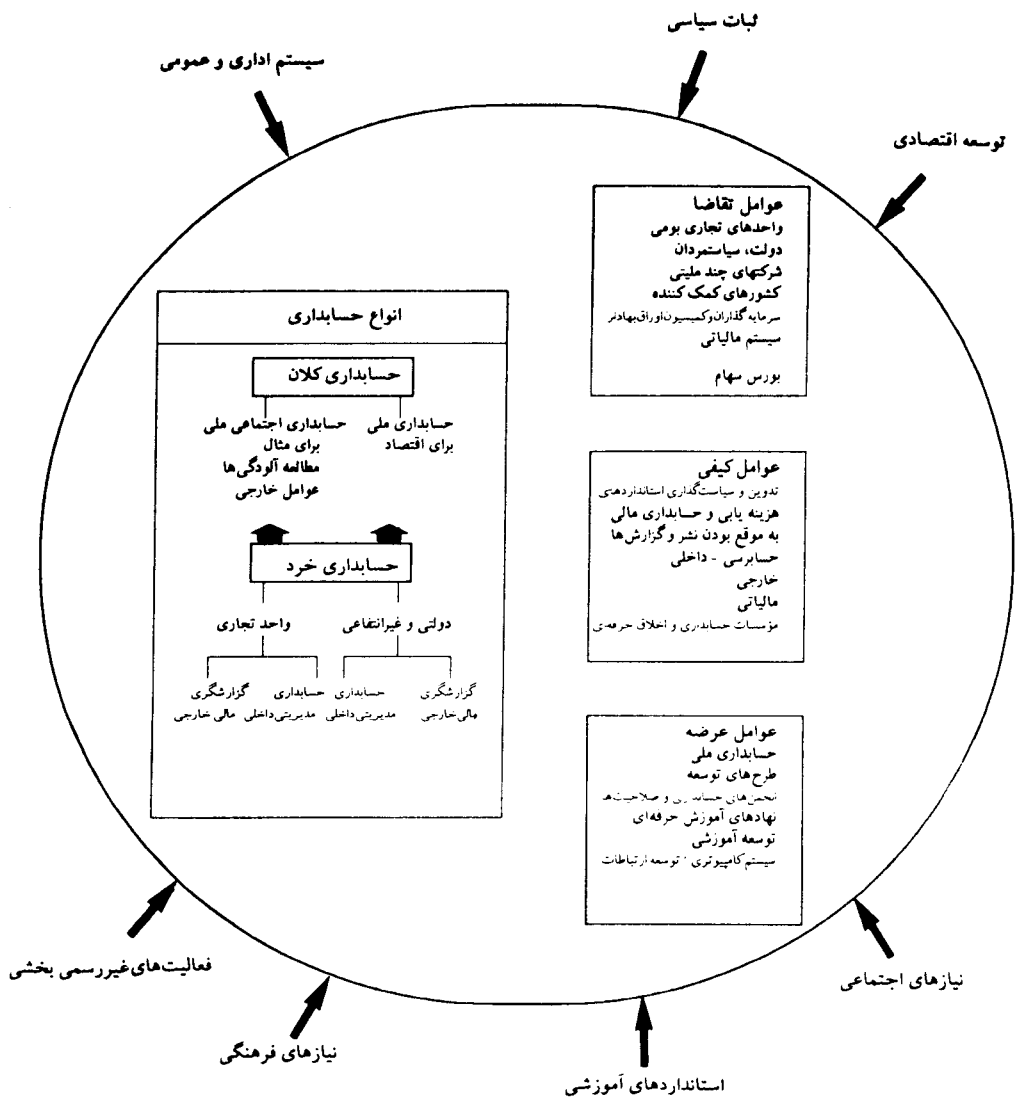 ثبات سیاسی
سیستم اداری و عمومی
توسعه اقتصادی
عوامل تقاضا
واحدهای تجاری بومی
دولت، سیاستمردان
شرکتهای چند ملیتی
کشورهای کمک کننده
سرمایه گذاران و کمیسیون اوراق بهادار
سیستم مالیاتی
بورس سهام
انواع حسابداری
حسابداری کلان
حسابداری ملی
برای اقتصاد
حسابداری اجتماعی ملی
برای مثال
مطالعه آلودگی‌ها
عوامل خارجی
حسابداری خرد
دولتی و غیرانتفاعی
واحد تجاری
گزارشگری
مالی خارجی
حسابداری
مدیریتی داخلی
حسابداری
مدیریتی داخلی
گزارشگری
مالی خارجی
عوامل کیفی
تدوین و سیاست‌گذاری استانداردهای
هزینه یابی و حسابداری مالی
به موقع بودن نشر و گزارش‌ها
حسابرسی - داخلی
خارجی
مالیاتی
مؤسسات حسابداری و اخلاق حرفه‌ای
عوامل عرضه
حسابداری ملی
طرح‌های توسعه
انجمن‌های حسابداری و صلاحیت‌ها
نهادهای آموزش حرفه‌ای
توسعه آموزشی
سیستم کامپیوتری - توسعه ارتباطات
فعالیت‌های غیررسمی بخشی
نیازهای اجتماعی
نیازهای فرهنگی
استانداردهای آموزشی